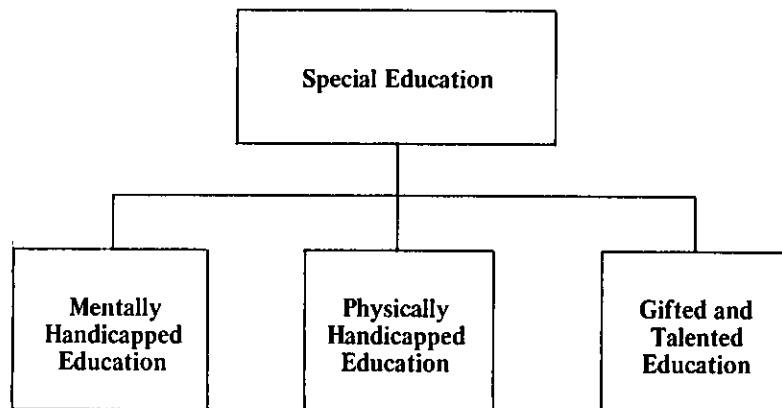 Special Education
Mentally
Handicapped
Education
Physically
Handicapped
Education
Gifted and
Talented
Education